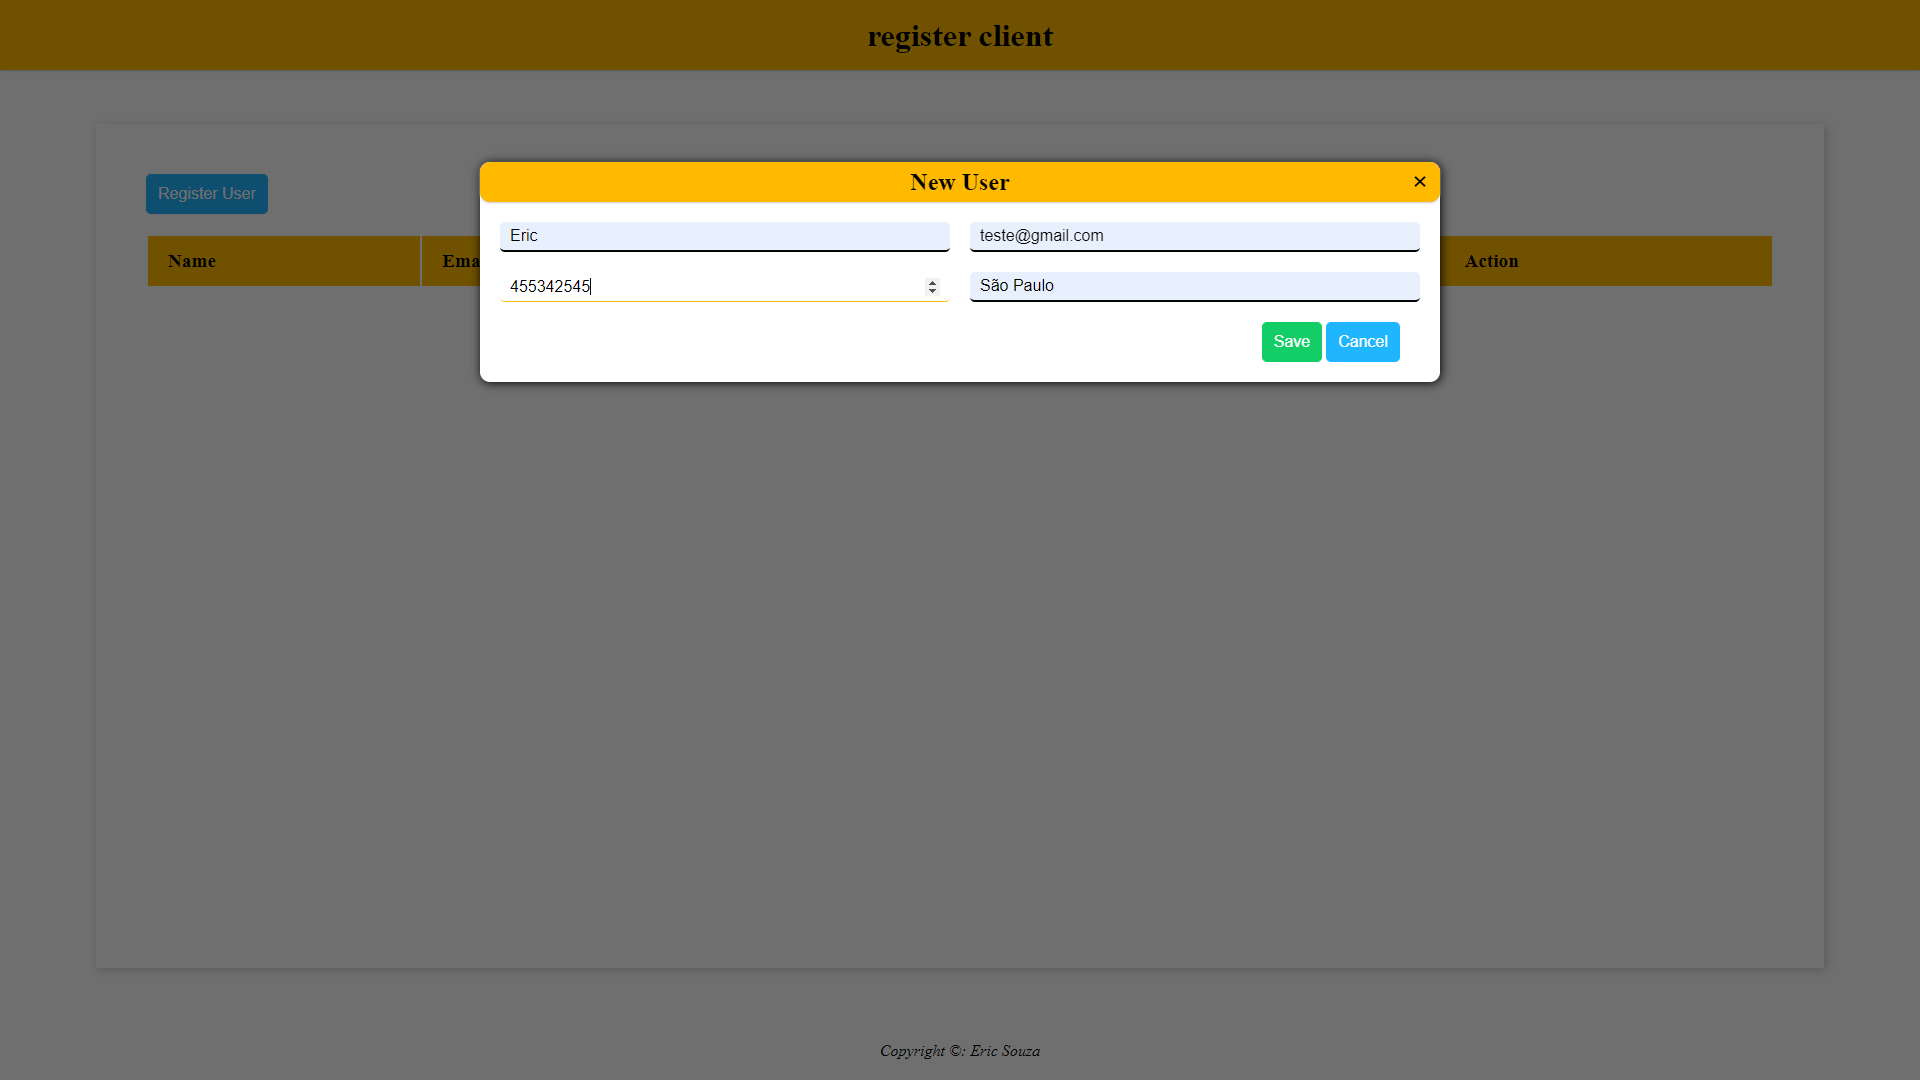 register client
New User ✕
Eric teste@gmail.com
Register User
Name Ema Action
455342545 São Paulo
Save Cancel
Copyright ©: Eric Souza